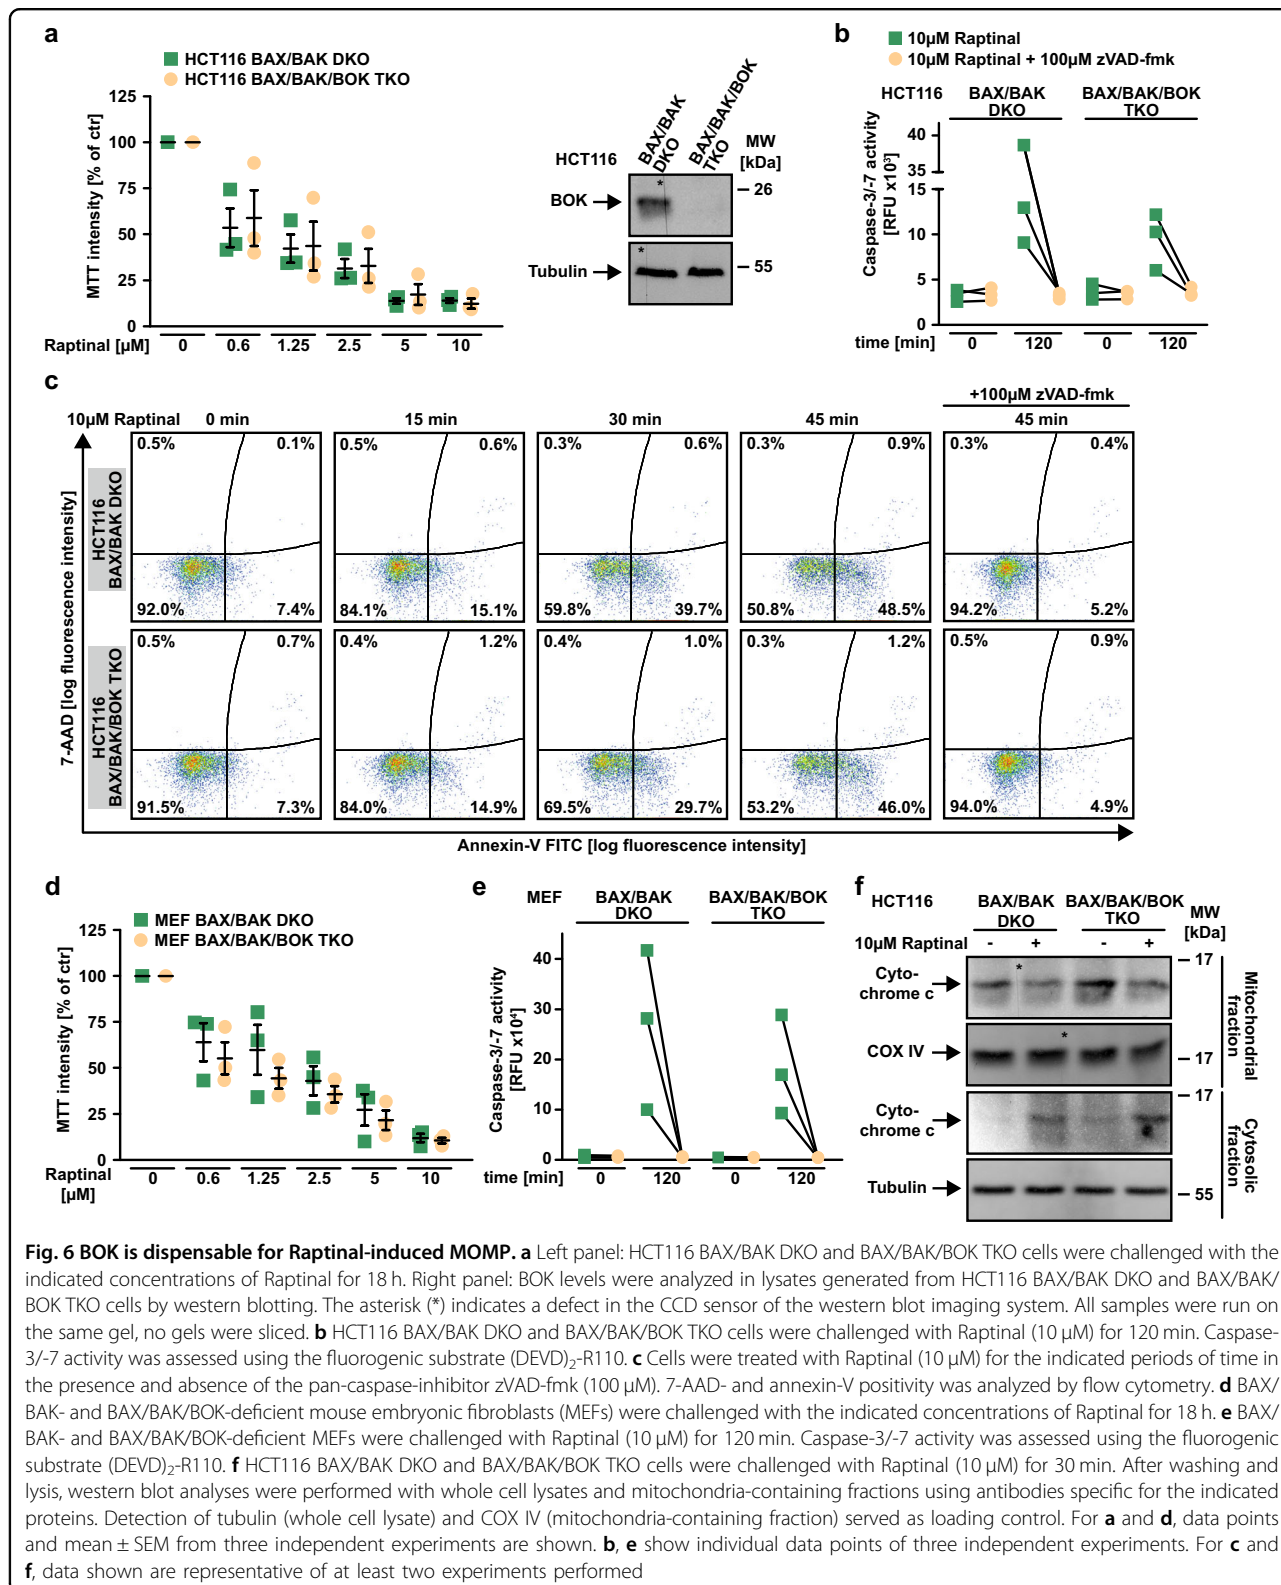 a
HCT116 BAX/BAK DKO
HCT116 BAX/BAK/BOK TKO
MTT intensity [% of ctr]
125
100
75
50
25
0
Raptinal [µM] 0 0.6 1.25 2.5 5 10
HCT116
BAX/BAK
DKO
BAX/BAK/BOK
TKO
MW
[kDa]
*
26
BOK
*
55
Tubulin
b
10µM Raptinal
10µM Raptinal + 100µM zVAD-fmk
HCT116 BAX/BAK BAX/BAK/BOK
DKO TKO
Caspase-3/-7 activity
[RFU x10³]
40
15
10
5
0
time [min] 0 120 0 120
c
+100µM zVAD-fmk
10µM Raptinal 0 min 15 min 30 min 45 min 45 min
7-AAD [log fluorescence intensity]
HCT116
BAX/BAK DKO
0.5% 0.1% 0.5% 0.6% 0.3% 0.6% 0.3% 0.9% 0.3% 0.4%
92.0% 7.4% 84.1% 15.1% 59.8% 39.7% 50.8% 48.5% 94.2% 5.2%
HCT116
BAX/BAK/BOK TKO
0.5% 0.7% 0.4% 1.2% 0.4% 1.0% 0.3% 1.2% 0.5% 0.9%
91.5% 7.3% 84.0% 14.9% 69.5% 29.7% 53.2% 46.0% 94.0% 4.9%
Annexin-V FITC [log fluorescence intensity]
d
MEF BAX/BAK DKO
MEF BAX/BAK/BOK TKO
MTT intensity [% of ctr]
125
100
75
50
25
0
Raptinal 0 0.6 1.25 2.5 5 10
[µM]
e
MEF BAX/BAK BAX/BAK/BOK
DKO TKO
Caspase-3/-7 activity
[RFU x10⁴]
40
30
20
10
0
time [min] 0 120 0 120
f
HCT116 BAX/BAK BAX/BAK/BOK MW
DKO TKO [kDa]
10µM Raptinal - + - +
17
*
Cyto-
chrome c
*
COX IV
17
Mitochondrial
fraction
17
Cyto-
chrome c
Tubulin
55
Cytosolic
fraction
Fig. 6 BOK is dispensable for Raptinal-induced MOMP. a Left panel: HCT116 BAX/BAK DKO and BAX/BAK/BOK TKO cells were challenged with the
indicated concentrations of Raptinal for 18 h. Right panel: BOK levels were analyzed in lysates generated from HCT116 BAX/BAK DKO and BAX/BAK/
BOK TKO cells by western blotting. The asterisk (*) indicates a defect in the CCD sensor of the western blot imaging system. All samples were run on
the same gel, no gels were sliced. b HCT116 BAX/BAK DKO and BAX/BAK/BOK TKO cells were challenged with Raptinal (10 µM) for 120 min. Caspase-
3/-7 activity was assessed using the fluorogenic substrate (DEVD)₂-R110. c Cells were treated with Raptinal (10 µM) for the indicated periods of time in
the presence and absence of the pan-caspase-inhibitor zVAD-fmk (100 µM). 7-AAD- and annexin-V positivity was analyzed by flow cytometry. d BAX/
BAK- and BAX/BAK/BOK-deficient mouse embryonic fibroblasts (MEFs) were challenged with the indicated concentrations of Raptinal for 18 h. e BAX/
BAK- and BAX/BAK/BOK-deficient MEFs were challenged with Raptinal (10 µM) for 120 min. Caspase-3/-7 activity was assessed using the fluorogenic
substrate (DEVD)₂-R110. f HCT116 BAX/BAK DKO and BAX/BAK/BOK TKO cells were challenged with Raptinal (10 µM) for 30 min. After washing and
lysis, western blot analyses were performed with whole cell lysates and mitochondria-containing fractions using antibodies specific for the indicated
proteins. Detection of tubulin (whole cell lysate) and COX IV (mitochondria-containing fraction) served as loading control. For a and d, data points
and mean ± SEM from three independent experiments are shown. b, e show individual data points of three independent experiments. For c and
f, data shown are representative of at least two experiments performed